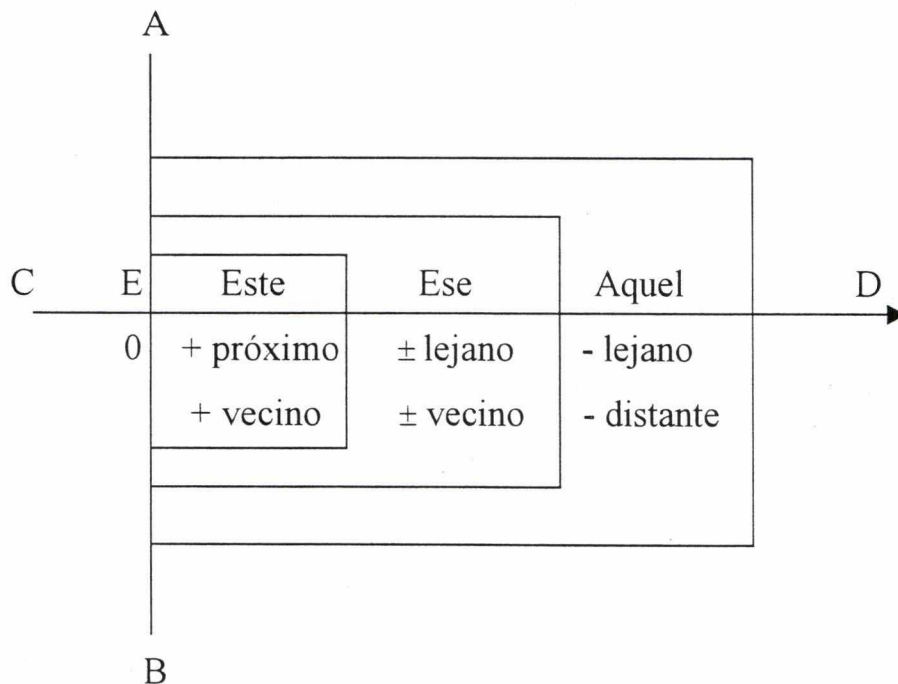 A
C E Este Ese Aquel D
0 + próximo ± lejano - lejano
+ vecino ± vecino - distante
B